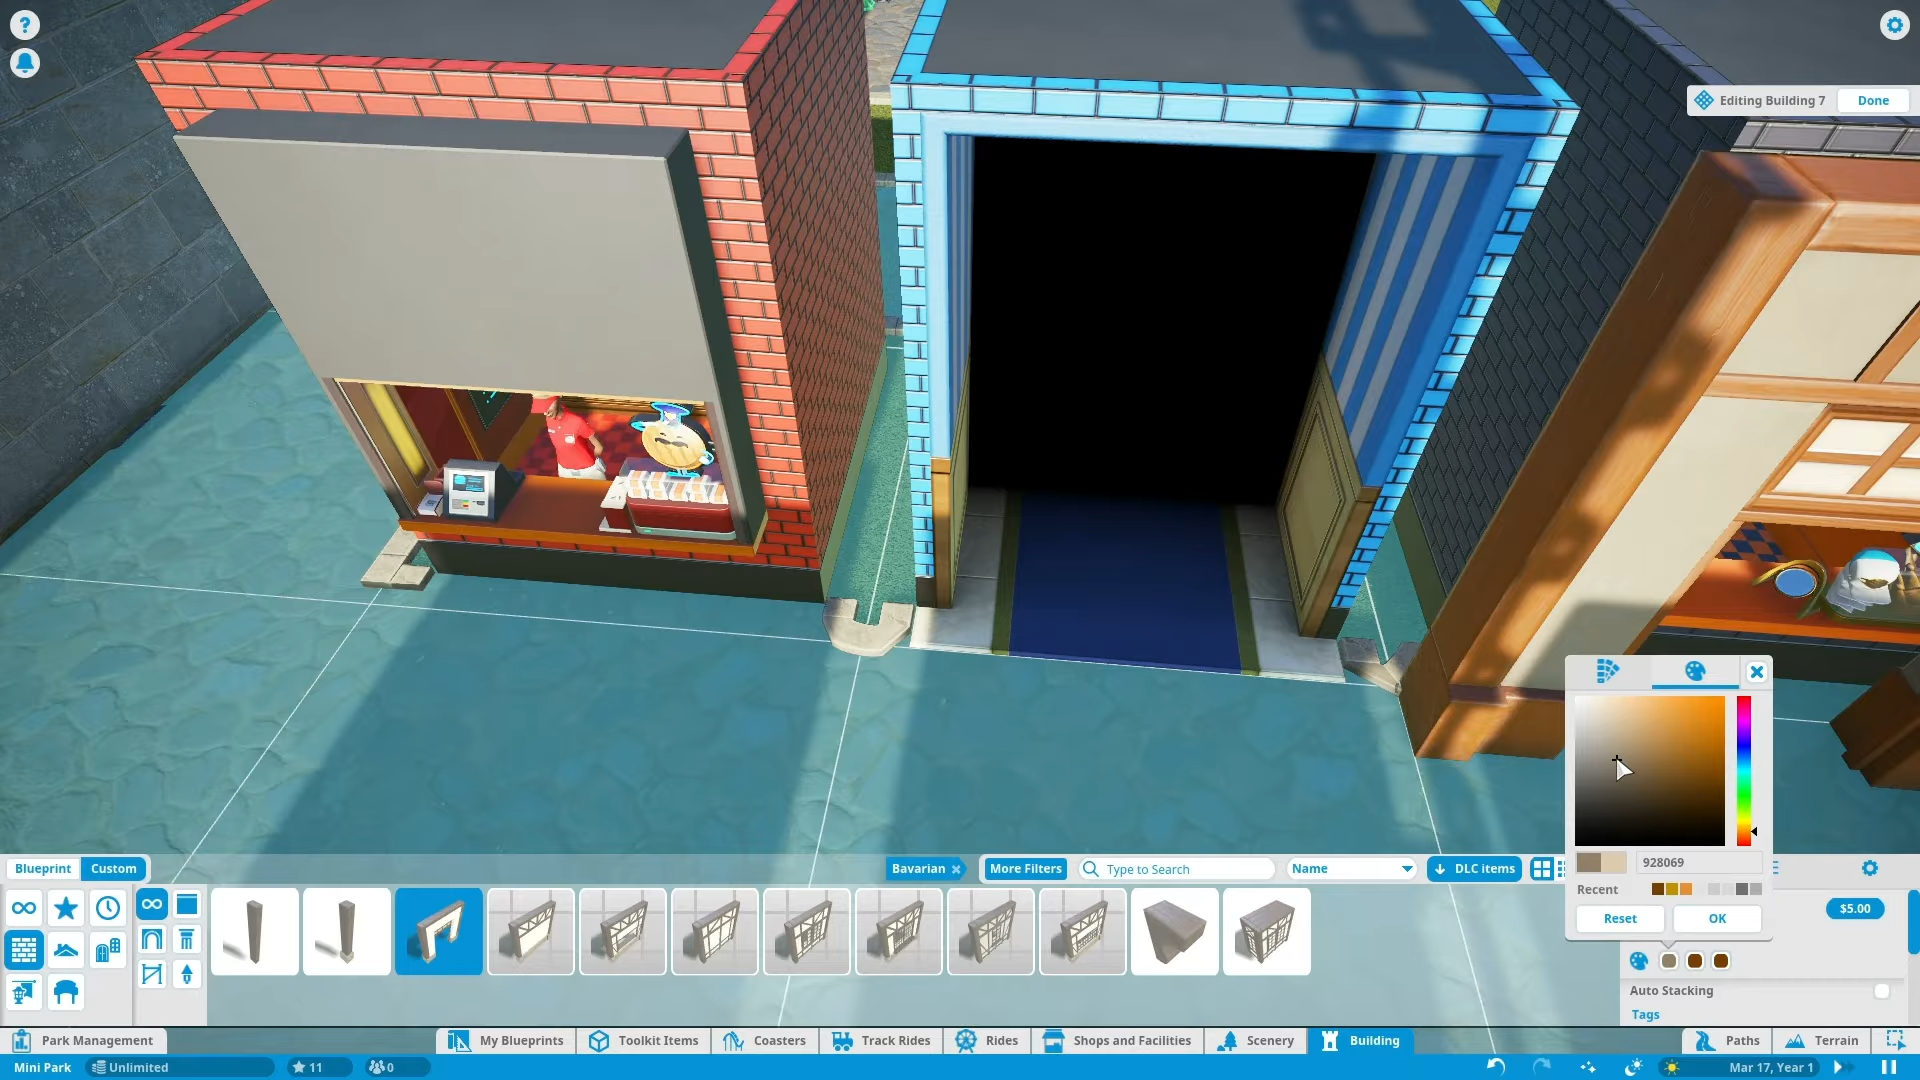 ?
Editing Building 7
Done
928069
Recent
Reset
OK
$5.00
Auto Stacking
Tags
Blueprint
Custom
Bavarian
More Filters
Type to Search
Name
DLC items
Park Management
My Blueprints
Toolkit Items
Coasters
Track Rides
Rides
Shops and Facilities
Scenery
Building
Paths
Terrain
Mini Park
Unlimited
11
0
Mar 17, Year 1